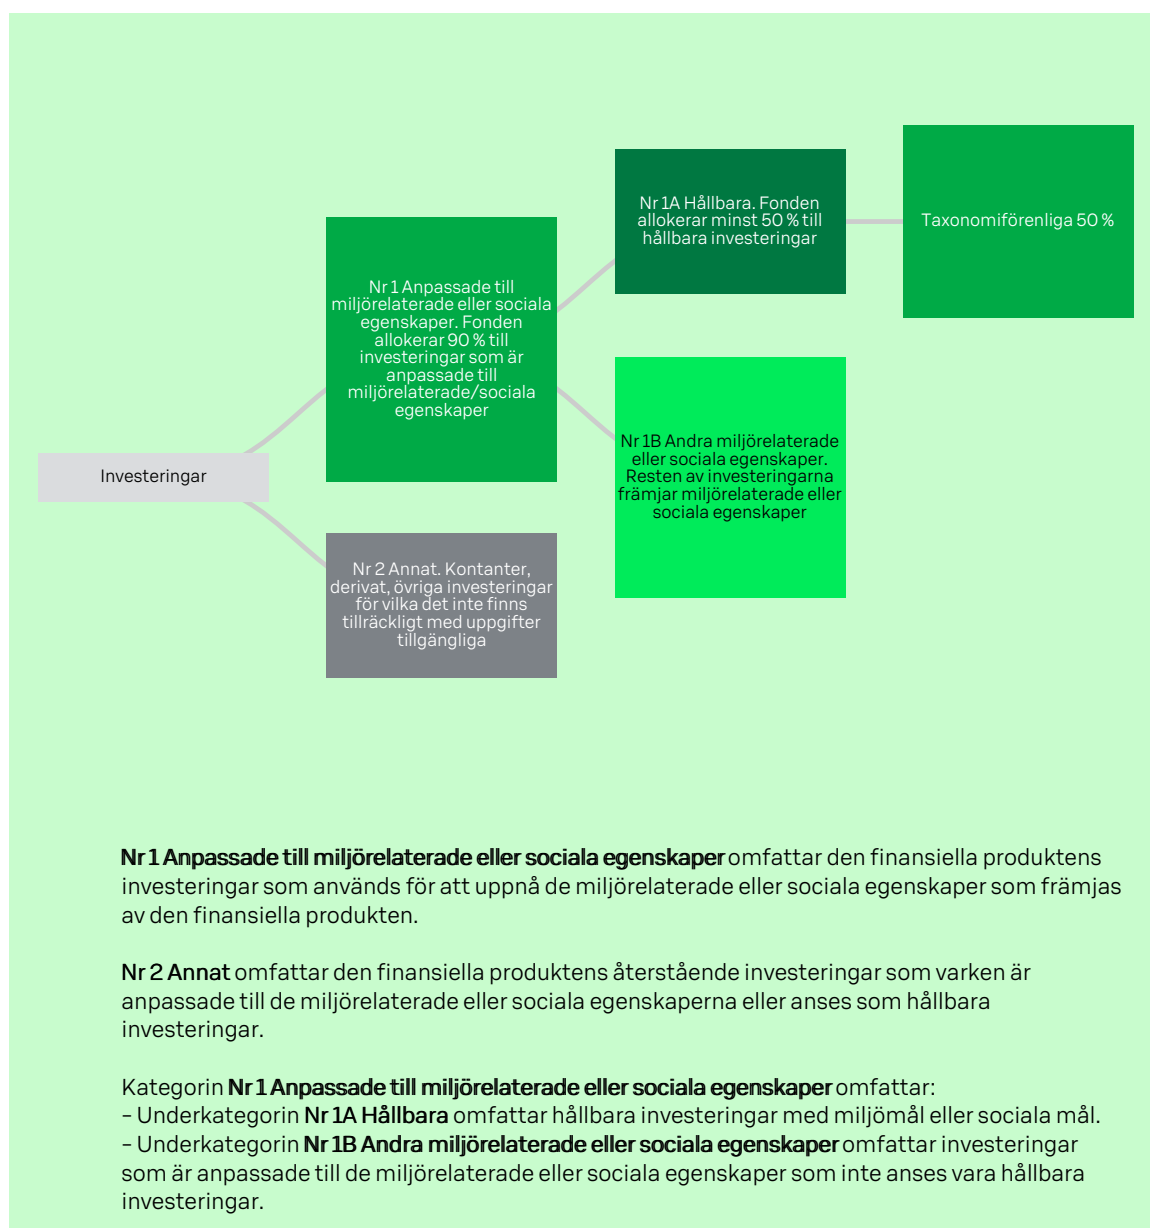 Nr 1A Hållbara. Fonden
allokerar minst 50 % till
hållbara investeringar
Taxonomiförenliga 50 %
Nr 1 Anpassade till
miljörelaterade eller sociala
egenskaper. Fonden
allokerar 90 % till
investeringar som är
anpassade till
miljörelaterade/sociala
egenskaper
Nr 1B Andra miljörelaterade
eller sociala egenskaper.
Resten av investeringarna
främjar miljörelaterade eller
sociala egenskaper
Investeringar
Nr 2 Annat. Kontanter,
derivat, övriga investeringar
för vilka det inte finns
tillräckligt med uppgifter
tillgängliga
Nr 1 Anpassade till miljörelaterade eller sociala egenskaper omfattar den finansiella produktens
investeringar som används för att uppnå de miljörelaterade eller sociala egenskaper som främjas
av den finansiella produkten.
Nr 2 Annat omfattar den finansiella produktens återstående investeringar som varken är
anpassade till de miljörelaterade eller sociala egenskaperna eller anses som hållbara
investeringar.
Kategorin Nr 1 Anpassade till miljörelaterade eller sociala egenskaper omfattar:
– Underkategorin Nr 1A Hållbara omfattar hållbara investeringar med miljömål eller sociala mål.
– Underkategorin Nr 1B Andra miljörelaterade eller sociala egenskaper omfattar investeringar
som är anpassade till de miljörelaterade eller sociala egenskaper som inte anses vara hållbara
investeringar.